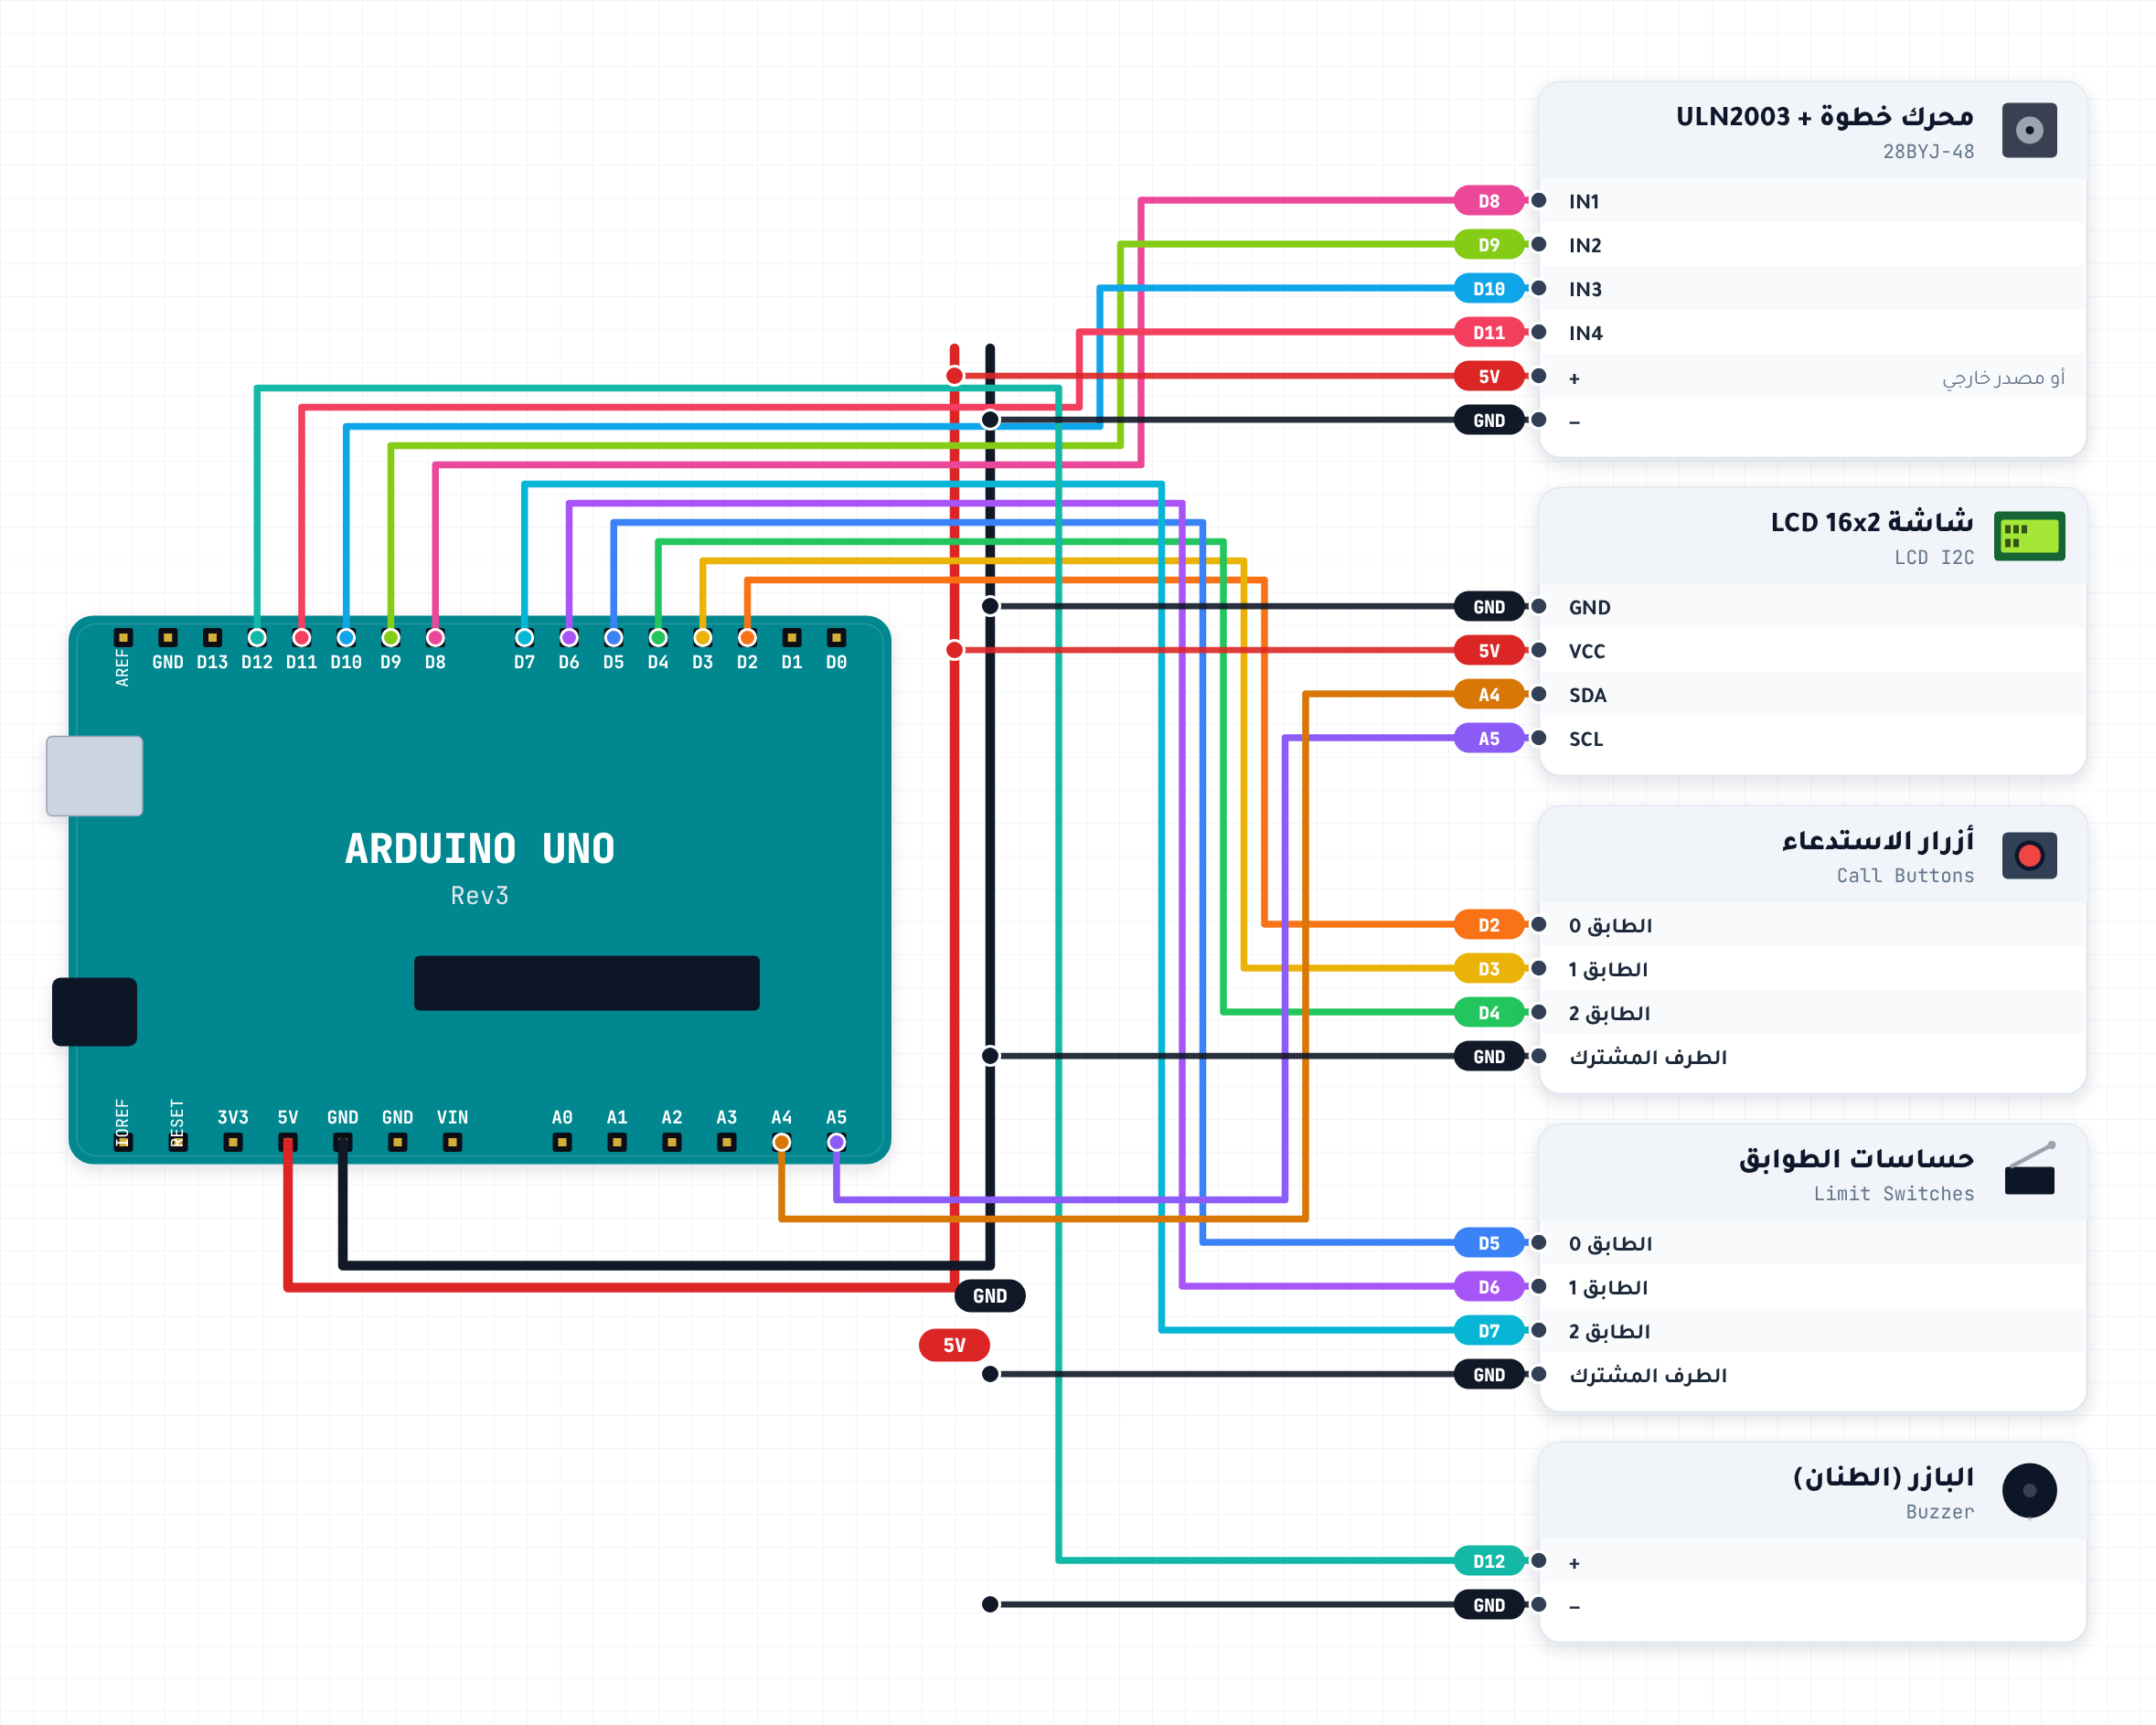 محرك خطوة + ULN2003
28BYJ-48
D8 IN1
D9 IN2
D10 IN3
D11 IN4
5V + أو مصدر خارجي
GND –
شاشة LCD 16x2
LCD I2C
GND GND
5V VCC
A4 SDA
A5 SCL
أزرار الاستدعاء
Call Buttons
D2 الطابق 0
D3 الطابق 1
D4 الطابق 2
GND الطرف المشترك
حساسات الطوابق
Limit Switches
D5 الطابق 0
D6 الطابق 1
D7 الطابق 2
GND الطرف المشترك
البازر (الطنان)
Buzzer
D12 +
GND –
AREF GND D13 D12 D11 D10 D9 D8 D7 D6 D5 D4 D3 D2 D1 D0
ARDUINO UNO
Rev3
IOREF RESET 3V3 5V GND GND VIN A0 A1 A2 A3 A4 A5
GND
5V